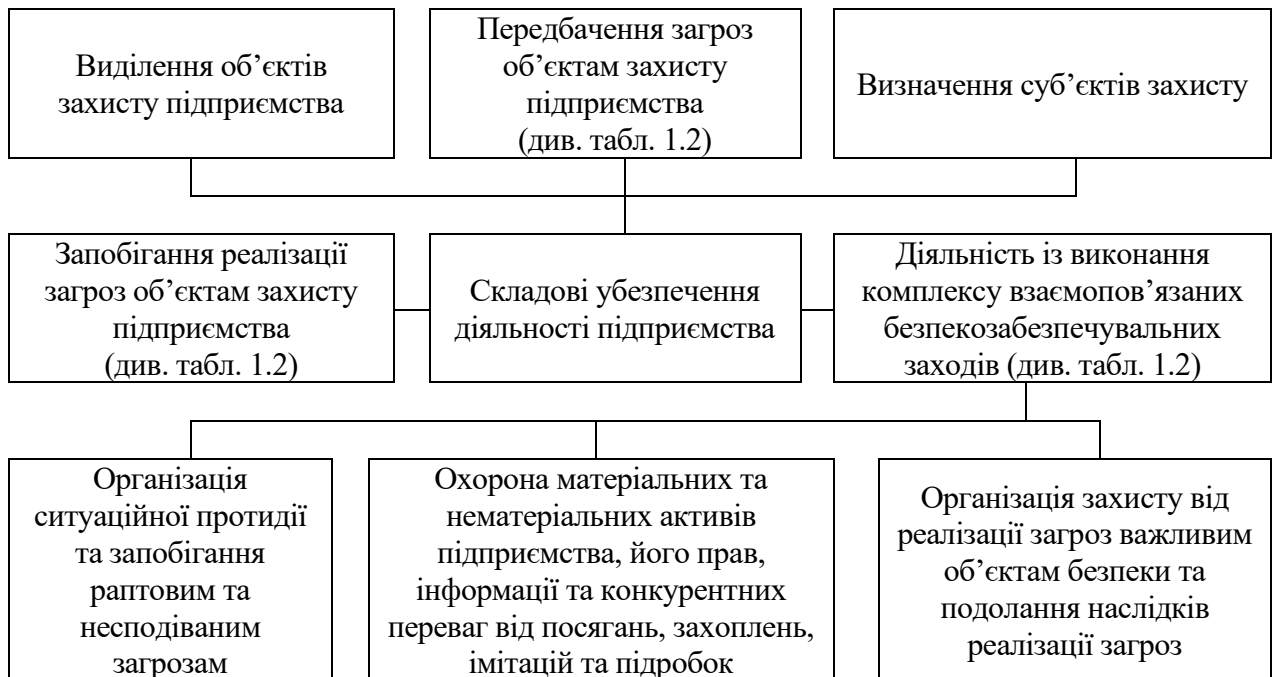 Виділення об’єктів
захисту підприємства
Передбачення загроз
об’єктам захисту
підприємства
(див. табл. 1.2)
Визначення суб’єктів захисту
Запобігання реалізації
загроз об’єктам захисту
підприємства
(див. табл. 1.2)
Складові убезпечення
діяльності підприємства
Діяльність із виконання
комплексу взаємопов’язаних
безпекозабезпечувальних
заходів (див. табл. 1.2)
Організація
ситуаційної протидії
та запобігання
раптовим та
несподіваним
загрозам
Охорона матеріальних та
нематеріальних активів
підприємства, його прав,
інформації та конкурентних
переваг від посягань, захоплень,
імітацій та підробок
Організація захисту від
реалізації загроз важливим
об’єктам безпеки та
подолання наслідків
реалізації загроз